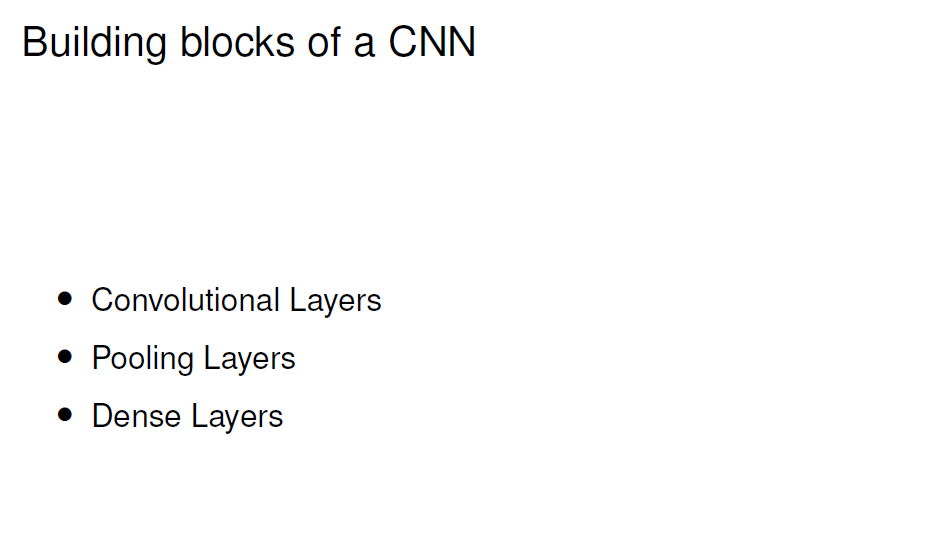 Building blocks of a CNN
• Convolutional Layers
• Pooling Layers
• Dense Layers